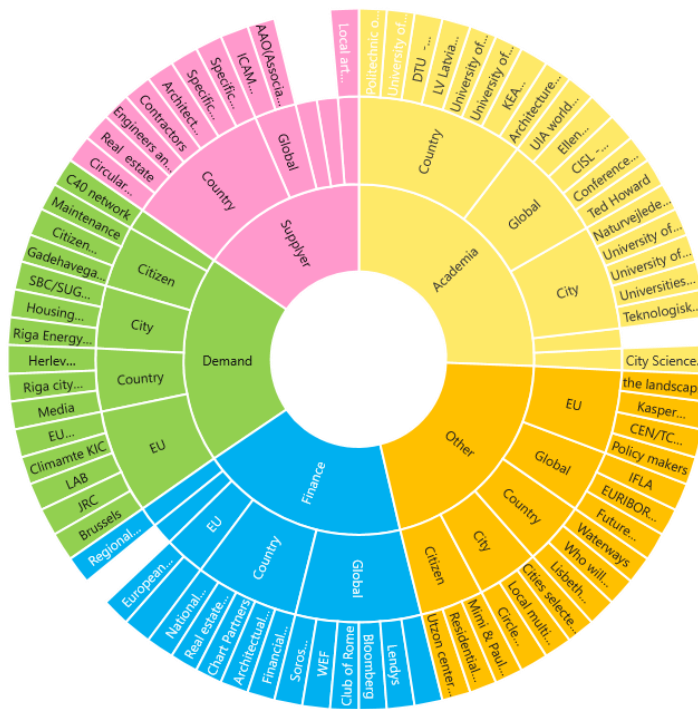 Academia
Country
Global
City
Politechnic o...
University of...
DTU -...
LV Latvia...
University of...
University of...
KEA...
Architecture...
UIA world...
Ellen...
CISL -...
Conference...
Ted Howard
Naturvejlede...
University of...
University of...
Universities...
Teknologisk...
City Science...
Other
EU
Global
Country
City
Citizen
the landscap...
Kasper...
CEN/TC...
Policy makers
IFLA
EURIBOR...
Future...
Waterways
Who will...
Lisbeth...
Cities selecte...
Local multi...
Circle...
Mimi & Paul...
Residential...
Utzon center...
Finance
Global
Country
EU
Lendys
Bloomberg
Club of Rome
WEF
Soros...
Financial...
Architectual...
Chart Partners
Real estate...
National...
European...
Regional...
Demand
EU
Country
City
Citizen
Brussels
JRC
LAB
Climamte KIC
EU...
Media
Riga city...
Herlev...
Riga Energy...
Housing...
SBC/SUG...
Gadehavega...
Citizen...
Maintenance
C40 network
Supplyer
Country
Global
Circular...
Real estate
Engineers an...
Contractors
Architect...
Specific...
Specific...
ICAM...
AAO(Associa...
Local art...